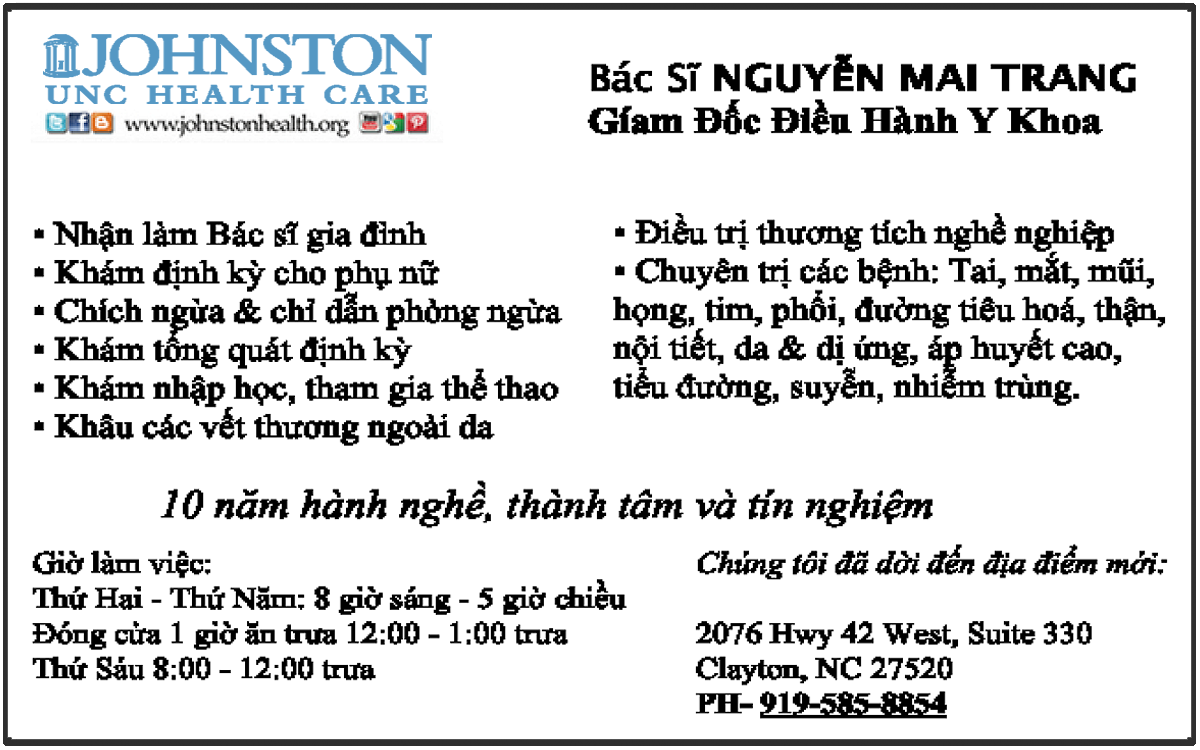 JOHNSTON
UNC HEALTH CARE
www.johnstonhealth.org
Bác Sĩ NGUYỄN MAI TRANG
Gíam Đốc Điều Hành Y Khoa
▪ Nhận làm Bác sĩ gia đình
▪ Khám định kỳ cho phụ nữ
▪ Chích ngừa & chỉ dẫn phòng ngừa
▪ Khám tổng quát định kỳ
▪ Khám nhập học, tham gia thể thao
▪ Khâu các vết thương ngoài da
▪ Điều trị thương tích nghề nghiệp
▪ Chuyên trị các bệnh: Tai, mắt, mũi,
họng, tim, phổi, đường tiêu hoá, thận,
nội tiết, da & dị ứng, áp huyết cao,
tiểu đường, suyễn, nhiễm trùng.
10 năm hành nghề, thành tâm và tín nghiệm
Giờ làm việc:
Thứ Hai - Thứ Năm: 8 giờ sáng - 5 giờ chiều
Đóng cửa 1 giờ ăn trưa 12:00 - 1:00 trưa
Thứ Sáu 8:00 - 12:00 trưa
Chúng tôi đã dời đến địa điểm mới:
2076 Hwy 42 West, Suite 330
Clayton, NC 27520
PH- 919-585-8854